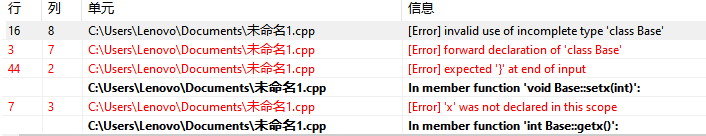 行 列 单元 信息
16 8 C:\Users\Lenovo\Documents\未命名1.cpp [Error] invalid use of incomplete type 'class Base'
3 7 C:\Users\Lenovo\Documents\未命名1.cpp [Error] forward declaration of 'class Base'
44 2 C:\Users\Lenovo\Documents\未命名1.cpp [Error] expected '}' at end of input
C:\Users\Lenovo\Documents\未命名1.cpp In member function 'void Base::setx(int)':
7 3 C:\Users\Lenovo\Documents\未命名1.cpp [Error] 'x' was not declared in this scope
C:\Users\Lenovo\Documents\未命名1.cpp In member function 'int Base::getx()':